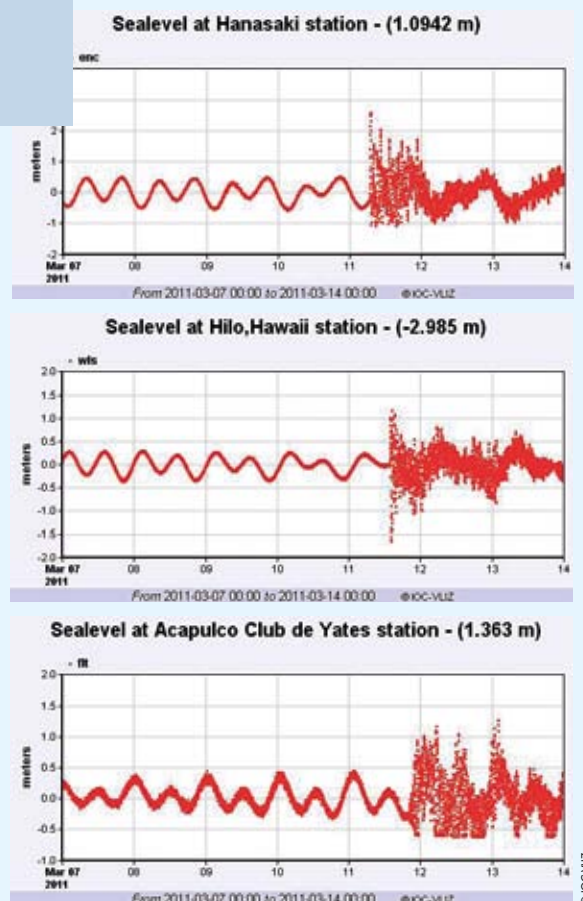 Sealevel at Hanasaki station - (1.0942 m)
enc
meters
2
1
0
-1
-2
Mar 07 08 09 10 11 12 13 14
2011
From 2011-03-07 00:00 to 2011-03-14 00:00 ©IOC-VLIZ
Sealevel at Hilo,Hawaii station - (-2.985 m)
- wls
meters
2.0
1.5
1.0
0.5
0.0
-0.5
-1.0
-1.5
-2.0
Mar 07 08 09 10 11 12 13 14
2011
From 2011-03-07 00:00 to 2011-03-14 00:00 ©IOC-VLIZ
Sealevel at Acapulco Club de Yates station - (1.363 m)
- flt
meters
2.0
1.5
1.0
0.5
0.0
-0.5
-1.0
Mar 07 08 09 10 11 12 13 14
2011
From 2011-03-07 00:00 to 2011-03-14 00:00 ©IOC-VLIZ